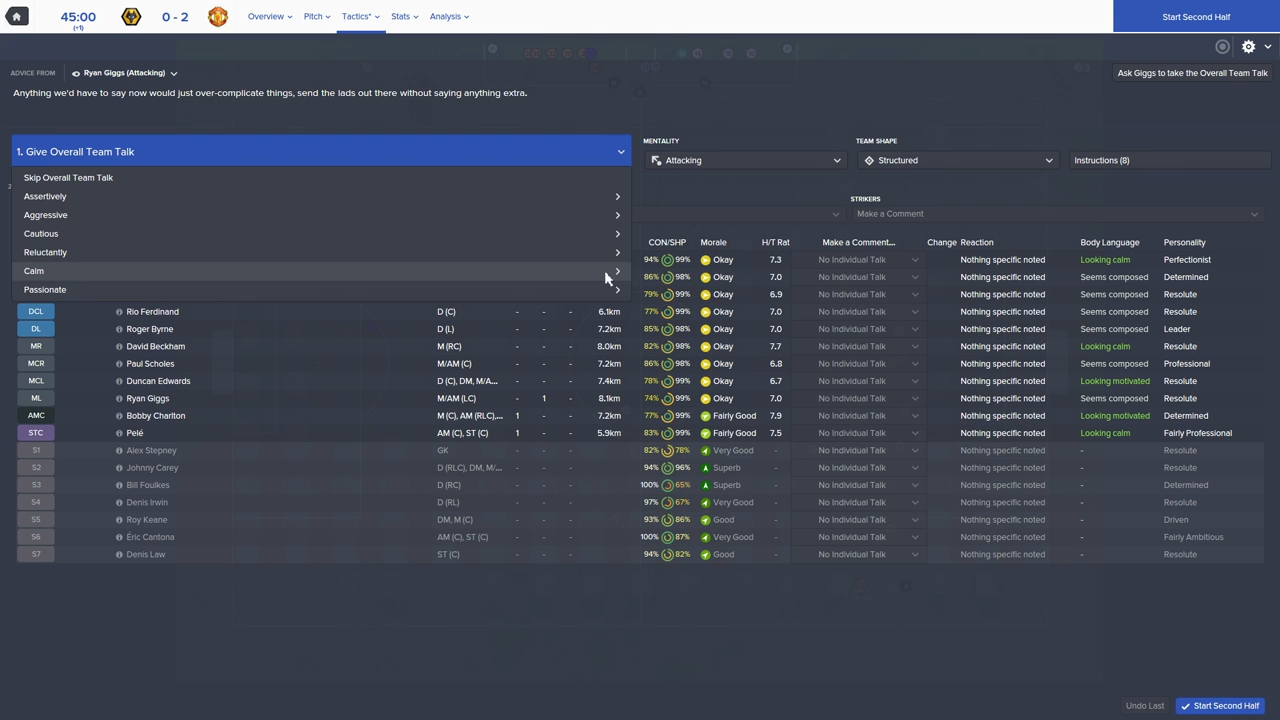 45:00
(+1)
0 - 2
Overview
Pitch
Tactics*
Stats
Analysis
Start Second Half
ADVICE FROM
Ryan Giggs (Attacking)
Ask Giggs to take the Overall Team Talk
Anything we'd have to say now would just over-complicate things, send the lads out there without saying anything extra.
1. Give Overall Team Talk
MENTALITY
TEAM SHAPE
Attacking
Structured
Instructions (8)
Skip Overall Team Talk
Assertively
Aggressive
Cautious
Reluctantly
Calm
Passionate
2
STRIKERS
Make a Comment
CON/SHP Morale H/T Rat Make a Comment... Change Reaction Body Language Personality
94% 99% Okay 7.3 No Individual Talk Nothing specific noted Looking calm Perfectionist
86% 98% Okay 7.0 No Individual Talk Nothing specific noted Seems composed Determined
79% 99% Okay 6.9 No Individual Talk Nothing specific noted Seems composed Resolute
DCL Rio Ferdinand D (C) - - - 6.1km 77% 99% Okay 7.0 No Individual Talk Nothing specific noted Seems composed Resolute
DL Roger Byrne D (L) - - - 7.2km 85% 98% Okay 7.0 No Individual Talk Nothing specific noted Seems composed Leader
MR David Beckham M (RC) - - - 8.0km 82% 98% Okay 7.7 No Individual Talk Nothing specific noted Looking calm Resolute
MCR Paul Scholes M/AM (C) - - - 7.2km 86% 98% Okay 6.8 No Individual Talk Nothing specific noted Seems composed Professional
MCL Duncan Edwards D (C), DM, M/A... - - - 7.4km 78% 99% Okay 6.7 No Individual Talk Nothing specific noted Looking motivated Resolute
ML Ryan Giggs M/AM (LC) - 1 - 8.1km 74% 99% Okay 7.0 No Individual Talk Nothing specific noted Seems composed Resolute
AMC Bobby Charlton M (C), AM (RLC),... 1 - - 7.2km 77% 99% Fairly Good 7.9 No Individual Talk Nothing specific noted Looking motivated Determined
STC Pelé AM (C), ST (C) 1 - - 5.9km 83% 99% Fairly Good 7.5 No Individual Talk Nothing specific noted Looking calm Fairly Professional
S1 Alex Stepney GK - - - - 82% 78% Very Good - No Individual Talk Nothing specific noted - Resolute
S2 Johnny Carey D (RLC), DM, M/... - - - - 94% 96% Superb - No Individual Talk Nothing specific noted - Resolute
S3 Bill Foulkes D (RC) - - - - 100% 65% Superb - No Individual Talk Nothing specific noted - Determined
S4 Denis Irwin D (RL) - - - - 97% 67% Very Good - No Individual Talk Nothing specific noted - Resolute
S5 Roy Keane DM, M (C) - - - - 93% 86% Good - No Individual Talk Nothing specific noted - Driven
S6 Éric Cantona AM (C), ST (C) - - - - 100% 87% Very Good - No Individual Talk Nothing specific noted - Fairly Ambitious
S7 Denis Law ST (C) - - - - 94% 82% Good - No Individual Talk Nothing specific noted - Resolute
Undo Last
Start Second Half